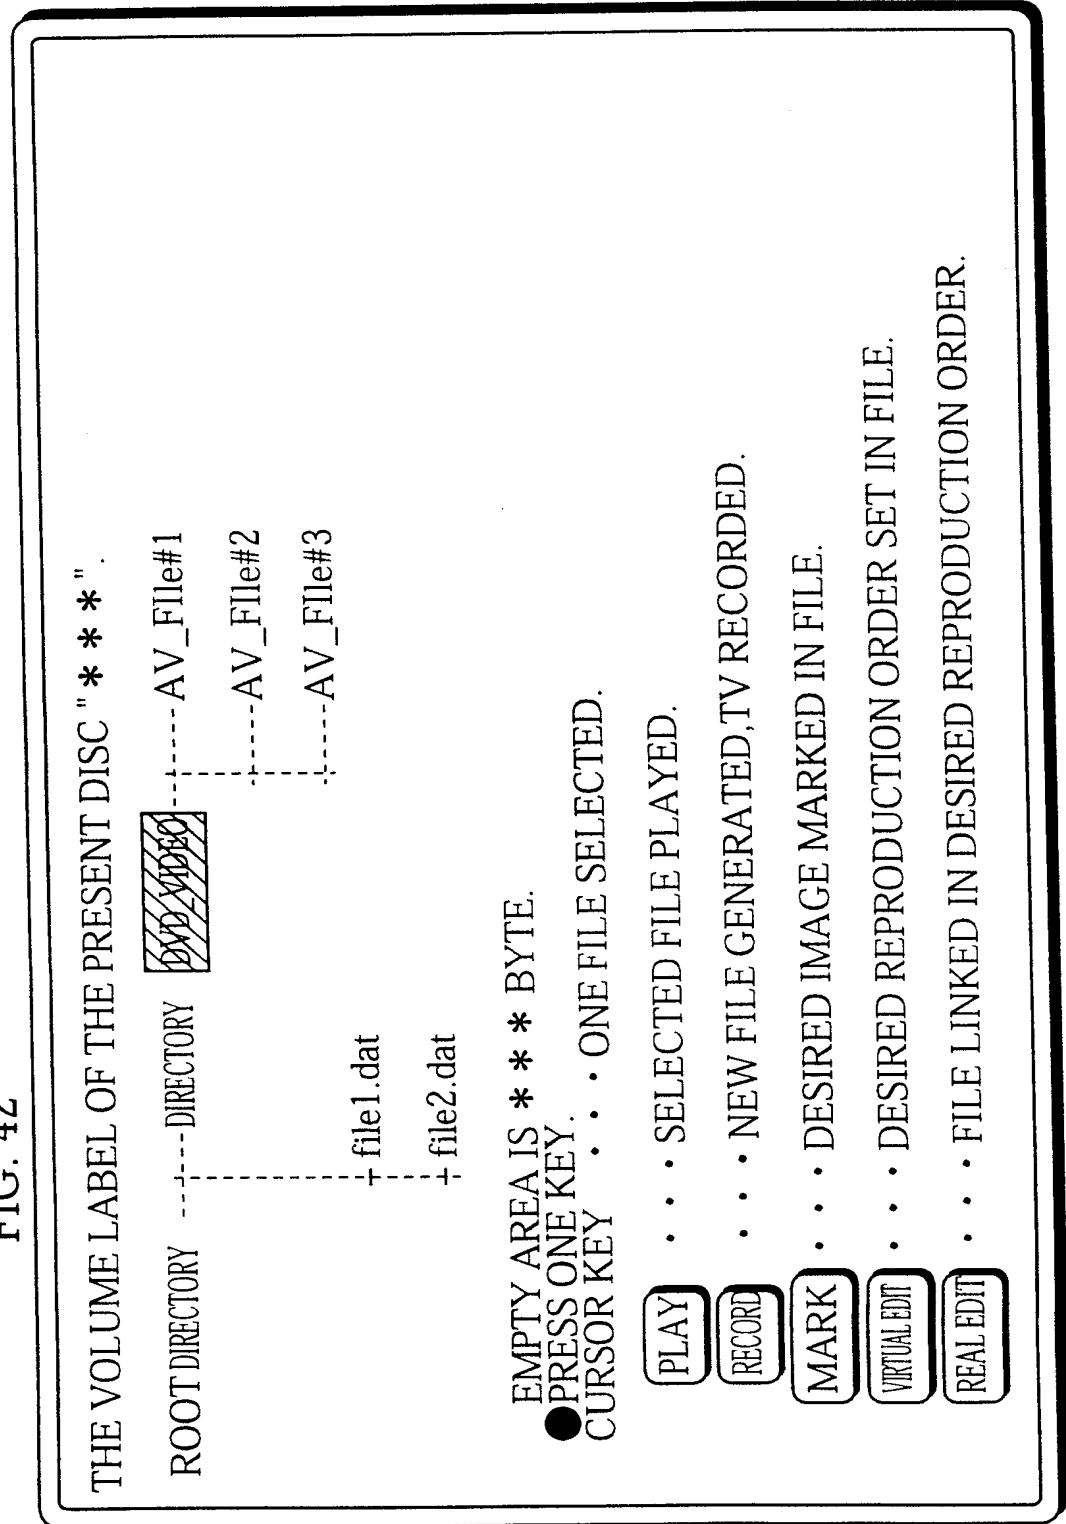 FIG. 42
THE VOLUME LABEL OF THE PRESENT DISC "* * *".
ROOT DIRECTORY DIRECTORY DVD_VIDEO AV_FIle#1
AV_FIle#2
AV_FIle#3
file1.dat
file2.dat
EMPTY AREA IS * * * BYTE.
●PRESS ONE KEY.
CURSOR KEY · · · ONE FILE SELECTED.
PLAY · · · SELECTED FILE PLAYED.
RECORD · · · NEW FILE GENERATED,TV RECORDED.
MARK · · · DESIRED IMAGE MARKED IN FILE.
VIRTUAL EDIT · · · DESIRED REPRODUCTION ORDER SET IN FILE.
REAL EDIT · · · FILE LINKED IN DESIRED REPRODUCTION ORDER.